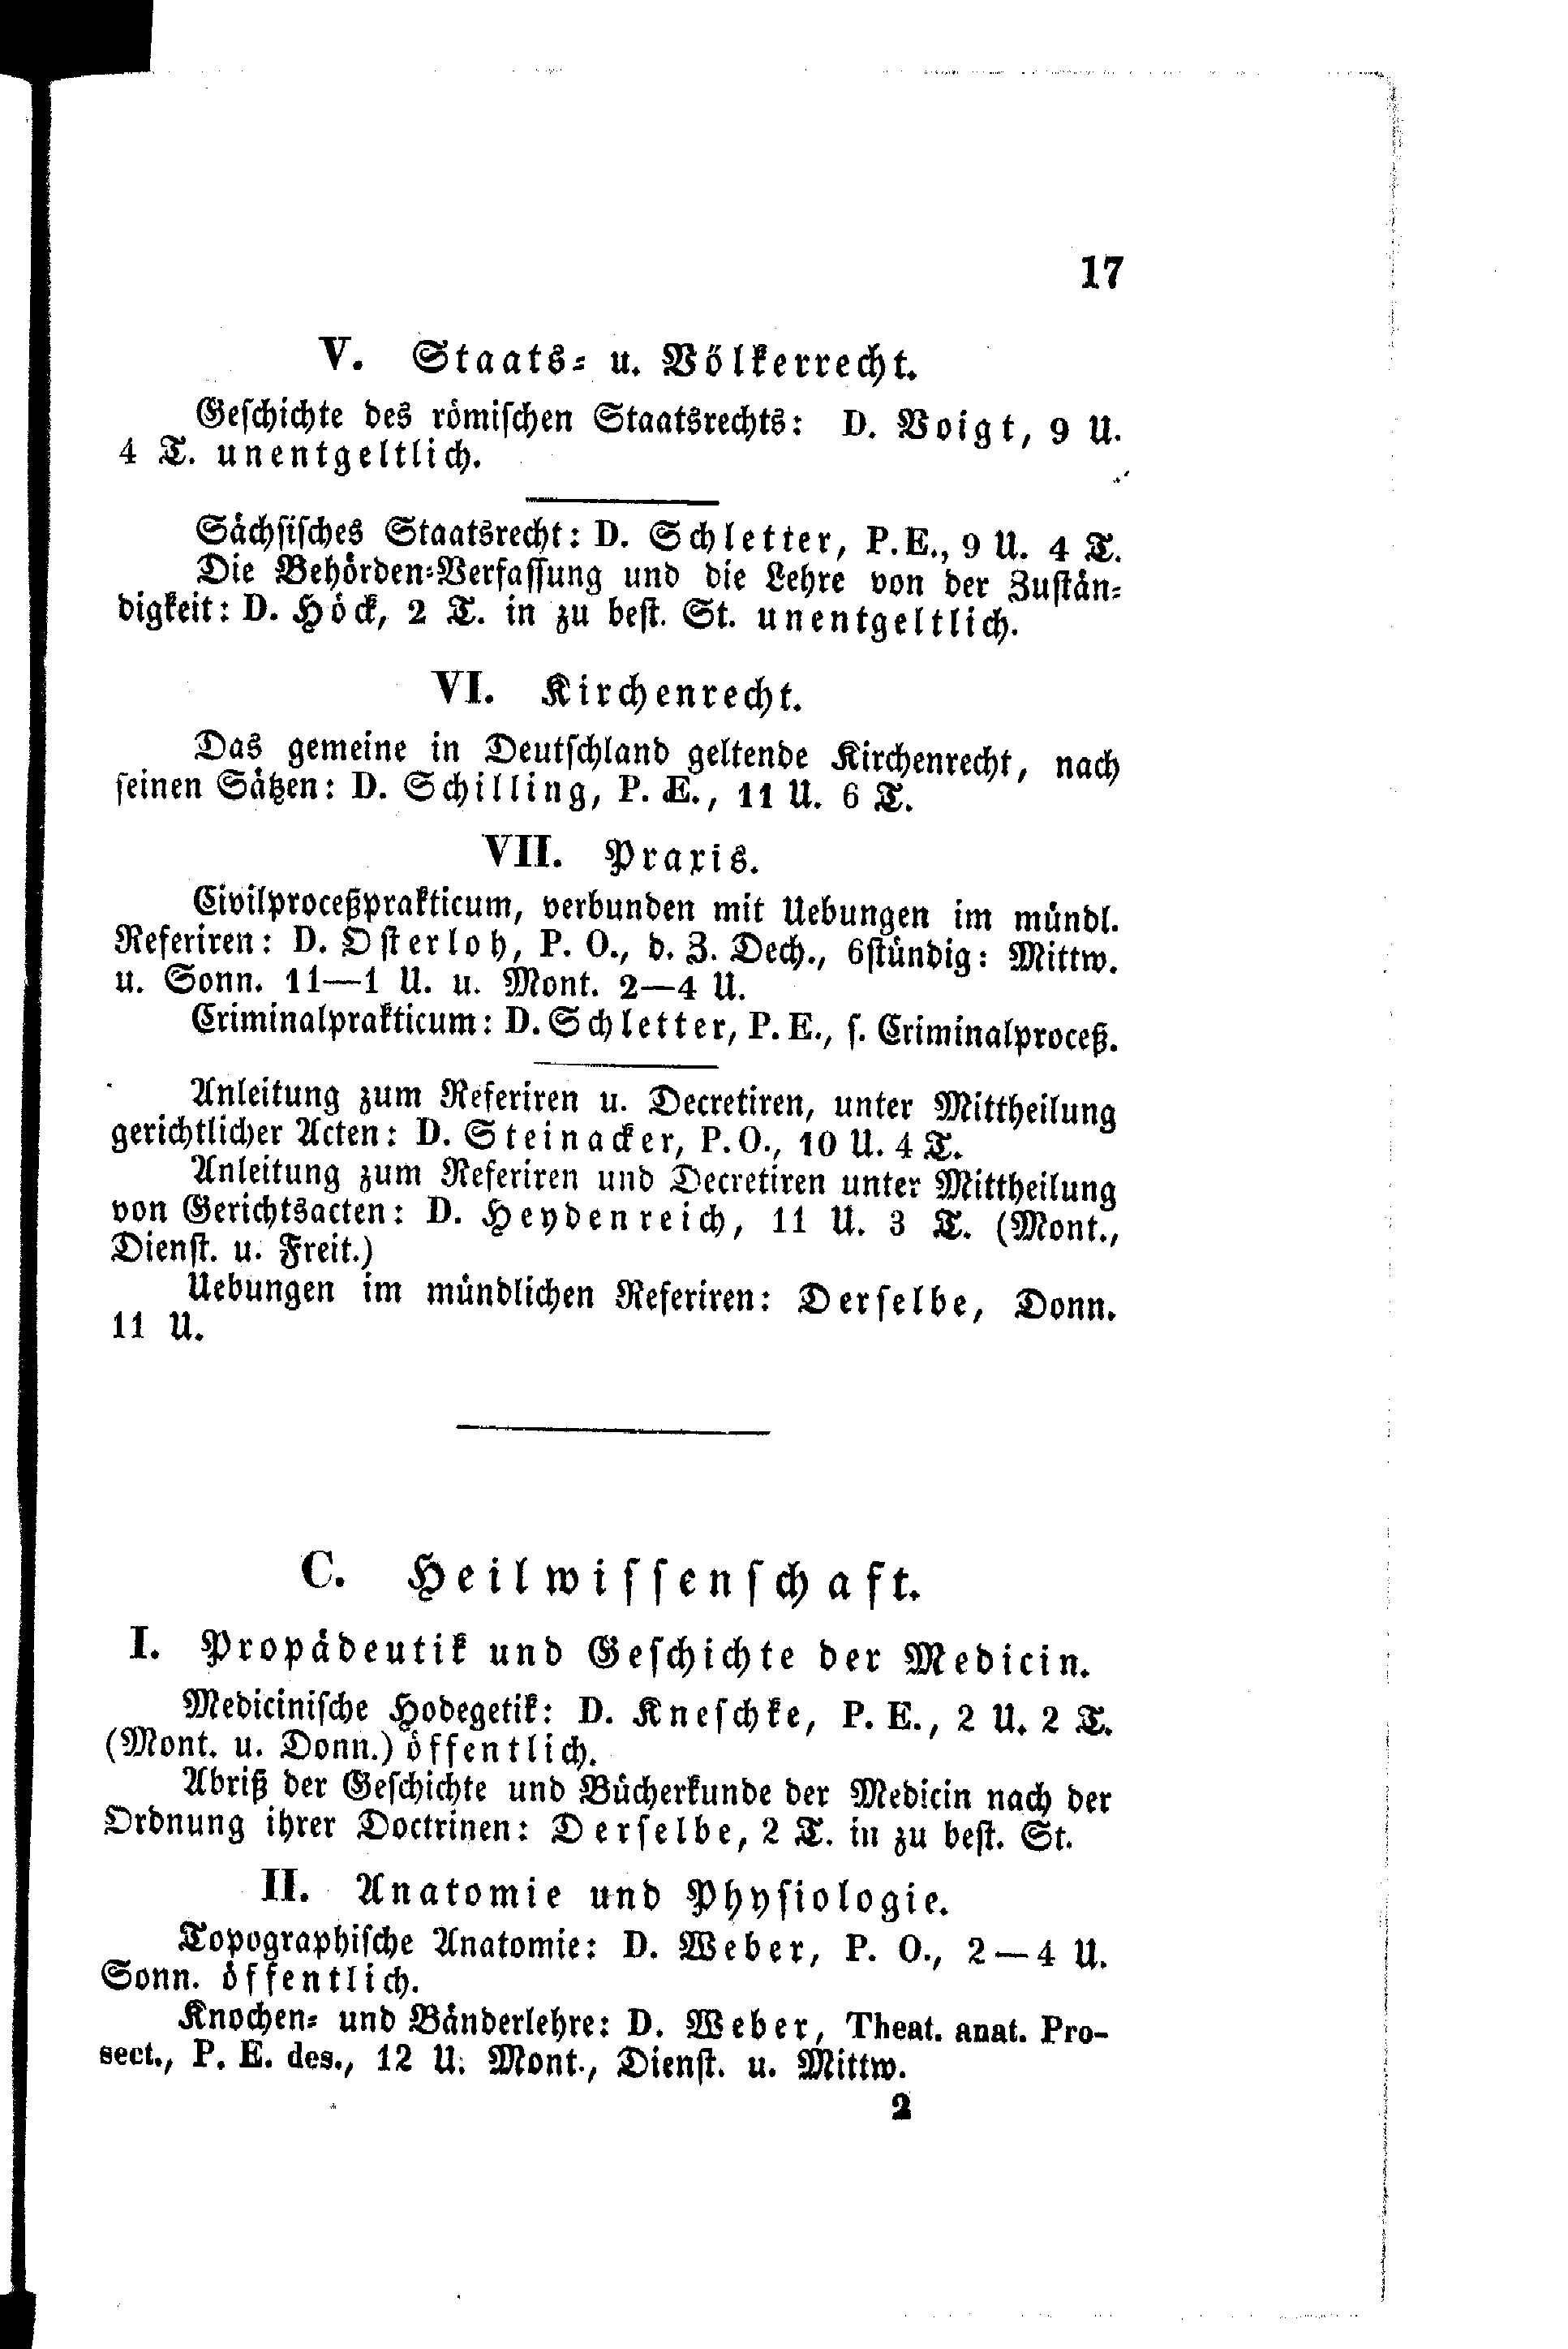 17
V. Staats- u. Völkerrecht.
Geschichte des römischen Staatsrechts: D. Voigt, 9 U.
4 T. unentgeltlich.
Sächsisches Staatsrecht: D. Schletter, P. E., 9 U. 4 T.
Die Behörden-Verfassung und die Lehre von der Zustän-
digkeit: D. Höck, 2 T. in zu best. St. unentgeltlich.
VI. Kirchenrecht.
Das gemeine in Deutschland geltende Kirchenrecht, nach
seinen Sätzen: D. Schilling, P. E., 11 U. 6 T.
VII. Praxis.
Civilproceßprakticum, verbunden mit Uebungen im mündl.
Referiren: D. Osterloh, P. O., d. Z. Dech., 6stündig: Mittw.
u. Sonn. 11—1 U. u. Mont. 2—4 U.
Criminalprakticum: D. Schletter, P. E., s. Criminalproceß.
Anleitung zum Referiren u. Decretiren, unter Mittheilung
gerichtlicher Acten: D. Steinacker, P. O., 10 U. 4 T.
Anleitung zum Referiren und Decretiren unter Mittheilung
von Gerichtsacten: D. Heydenreich, 11 U. 3 T. (Mont.,
Dienst. u. Freit.)
Uebungen im mündlichen Referiren: Derselbe, Donn.
11 U.
C. Heilwissenschaft.
I. Propädeutik und Geschichte der Medicin.
Medicinische Hodegetik: D. Kneschke, P. E., 2 U. 2 T.
(Mont. u. Donn.) öffentlich.
Abriß der Geschichte und Bücherkunde der Medicin nach der
Ordnung ihrer Doctrinen: Derselbe, 2 T. in zu best. St.
II. Anatomie und Physiologie.
Topographische Anatomie: D. Weber, P. O., 2—4 U.
Sonn. öffentlich.
Knochen- und Bänderlehre: D. Weber, Theat. anat. Pro-
sect., P. E. des., 12 U. Mont., Dienst. u. Mittw.
2